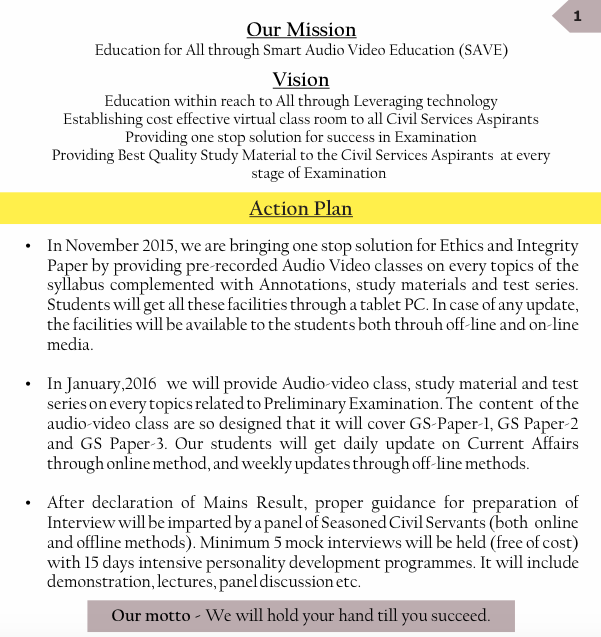 1
Our Mission
Education for All through Smart Audio Video Education (SAVE)
Vision
Education within reach to All through Leveraging technology
Establishing cost effective virtual class room to all Civil Services Aspirants
Providing one stop solution for success in Examination
Providing Best Quality Study Material to the Civil Services Aspirants at every
stage of Examination
Action Plan
• In November 2015, we are bringing one stop solution for Ethics and Integrity
Paper by providing pre-recorded Audio Video classes on every topics of the
syllabus complemented with Annotations, study materials and test series.
Students will get all these facilities through a tablet PC. In case of any update,
the facilities will be available to the students both throuh off-line and on-line
media.
• In January,2016 we will provide Audio-video class, study material and test
series on every topics related to Preliminary Examination. The content of the
audio-video class are so designed that it will cover GS-Paper-1, GS Paper-2
and GS Paper-3. Our students will get daily update on Current Affairs
through online method, and weekly updates through off-line methods.
• After declaration of Mains Result, proper guidance for preparation of
Interview will be imparted by a panel of Seasoned Civil Servants (both online
and offline methods). Minimum 5 mock interviews will be held (free of cost)
with 15 days intensive personality development programmes. It will include
demonstration, lectures, panel discussion etc.
Our motto - We will hold your hand till you succeed.